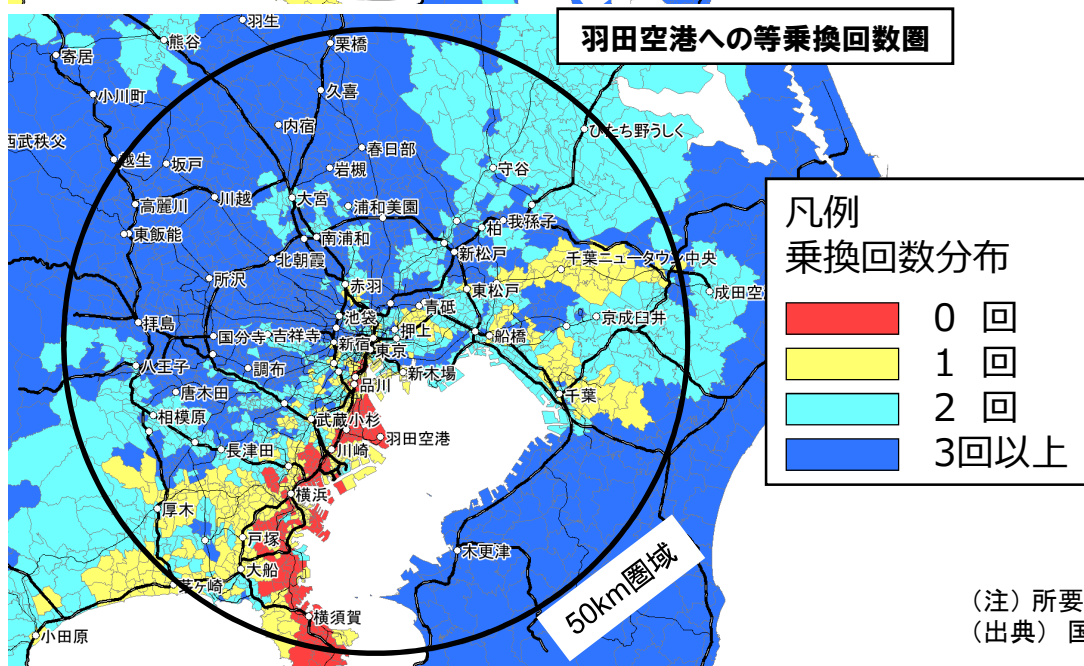 羽田空港への等乗換回数圏
羽生
熊谷
栗橋
寄居
久喜
小川町
内宿
ひたち野うしく
西武秩父
春日部
越生
坂戸
岩槻
守谷
川越
大宮
高麗川
浦和美園
我孫子
柏
東飯能
南浦和
新松戸
北朝霞
千葉ニュータウン中央
所沢
赤羽
東松戸
成田空
青砥
京成臼井
拝島
池袋
押上
国分寺
吉祥寺
新宿
東京
船橋
八王子
調布
新木場
品川
唐木田
千葉
相模原
武蔵小杉
羽田空港
長津田
川崎
横浜
厚木
戸塚
木更津
大船
茅ヶ崎
横須賀
小田原
50km圏域
凡例
乗換回数分布
0 回
1 回
2 回
3回以上
（注）所要
（出典） 国